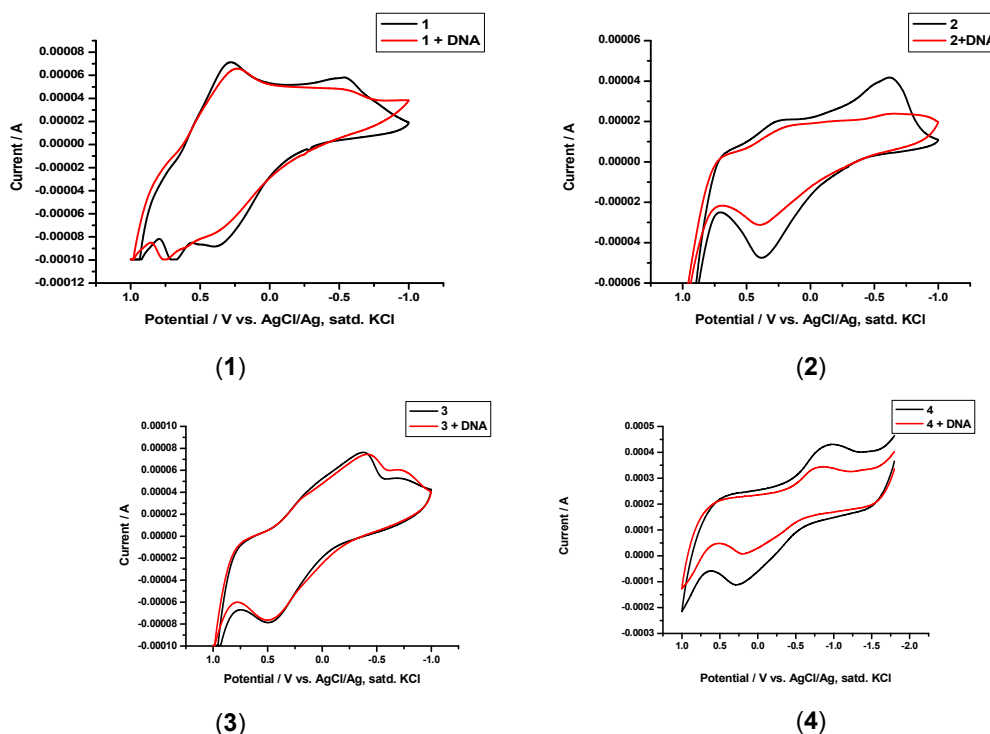 1
1 + DNA
0.00008
0.00006
0.00004
0.00002
0.00000
-0.00002
-0.00004
-0.00006
-0.00008
-0.00010
-0.00012
Current / A
1.0 0.5 0.0 -0.5 -1.0
Potential / V vs. AgCl/Ag, satd. KCl
(1)
2
2+DNA
0.00006
0.00004
0.00002
0.00000
-0.00002
-0.00004
-0.00006
Current / A
1.0 0.5 0.0 -0.5 -1.0
Potential / V vs. AgCl/Ag, satd. KCl
(2)
3
3 + DNA
0.00010
0.00008
0.00006
0.00004
0.00002
0.00000
-0.00002
-0.00004
-0.00006
-0.00008
-0.00010
Current / A
1.0 0.5 0.0 -0.5 -1.0
Potential / V vs. AgCl/Ag, satd. KCl
(3)
4
4 + DNA
0.0005
0.0004
0.0003
0.0002
0.0001
0.0000
-0.0001
-0.0002
-0.0003
Current / A
1.0 0.5 0.0 -0.5 -1.0 -1.5 -2.0
Potential / V vs. AgCl/Ag, satd. KCl
(4)